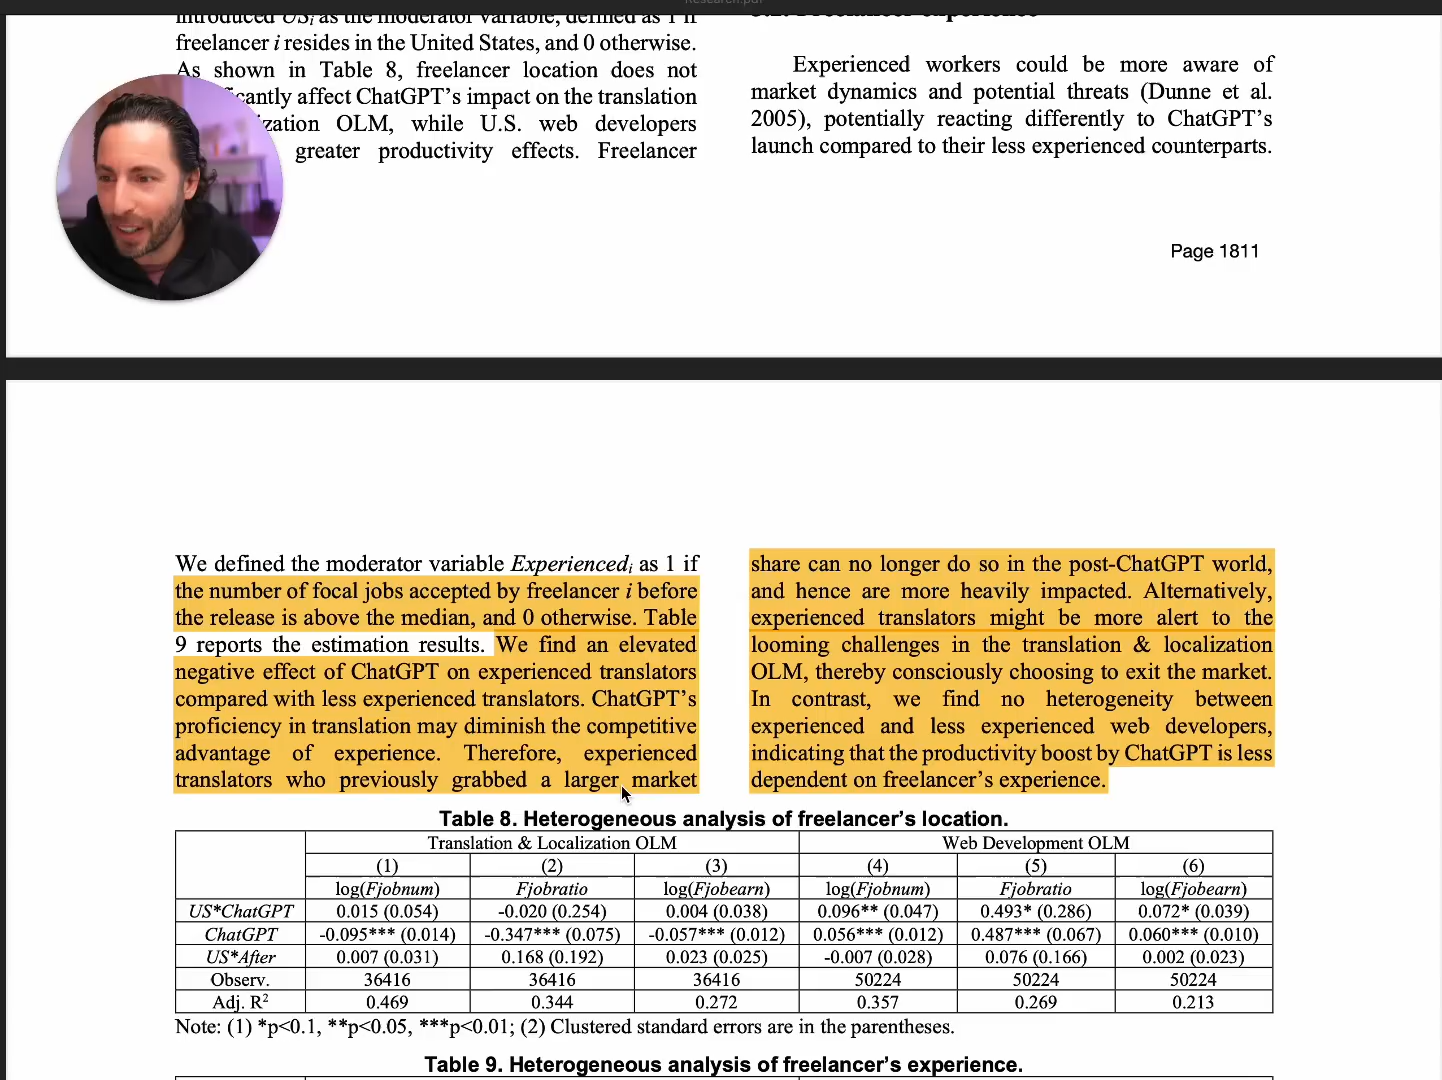 Research.pdf
introduced USi as the moderator variable, defined as 1 if
freelancer i resides in the United States, and 0 otherwise.
As shown in Table 8, freelancer location does not
cantly affect ChatGPT's impact on the translation
zation OLM, while U.S. web developers
greater productivity effects. Freelancer
Experienced workers could be more aware of
market dynamics and potential threats (Dunne et al.
2005), potentially reacting differently to ChatGPT's
launch compared to their less experienced counterparts.
Page 1811
We defined the moderator variable Experiencedi as 1 if
the number of focal jobs accepted by freelancer i before
the release is above the median, and 0 otherwise. Table
9 reports the estimation results. We find an elevated
negative effect of ChatGPT on experienced translators
compared with less experienced translators. ChatGPT's
proficiency in translation may diminish the competitive
advantage of experience. Therefore, experienced
translators who previously grabbed a larger market
share can no longer do so in the post-ChatGPT world,
and hence are more heavily impacted. Alternatively,
experienced translators might be more alert to the
looming challenges in the translation & localization
OLM, thereby consciously choosing to exit the market.
In contrast, we find no heterogeneity between
experienced and less experienced web developers,
indicating that the productivity boost by ChatGPT is less
dependent on freelancer's experience.
Table 8. Heterogeneous analysis of freelancer's location.
Translation & Localization OLM Web Development OLM
(1) (2) (3) (4) (5) (6)
log(Fjobnum) Fjobratio log(Fjobearn) log(Fjobnum) Fjobratio log(Fjobearn)
US*ChatGPT 0.015 (0.054) -0.020 (0.254) 0.004 (0.038) 0.096** (0.047) 0.493* (0.286) 0.072* (0.039)
ChatGPT -0.095*** (0.014) -0.347*** (0.075) -0.057*** (0.012) 0.056*** (0.012) 0.487*** (0.067) 0.060*** (0.010)
US*After 0.007 (0.031) 0.168 (0.192) 0.023 (0.025) -0.007 (0.028) 0.076 (0.166) 0.002 (0.023)
Observ. 36416 36416 36416 50224 50224 50224
Adj. R² 0.469 0.344 0.272 0.357 0.269 0.213
Note: (1) *p<0.1, **p<0.05, ***p<0.01; (2) Clustered standard errors are in the parentheses.
Table 9. Heterogeneous analysis of freelancer's experience.